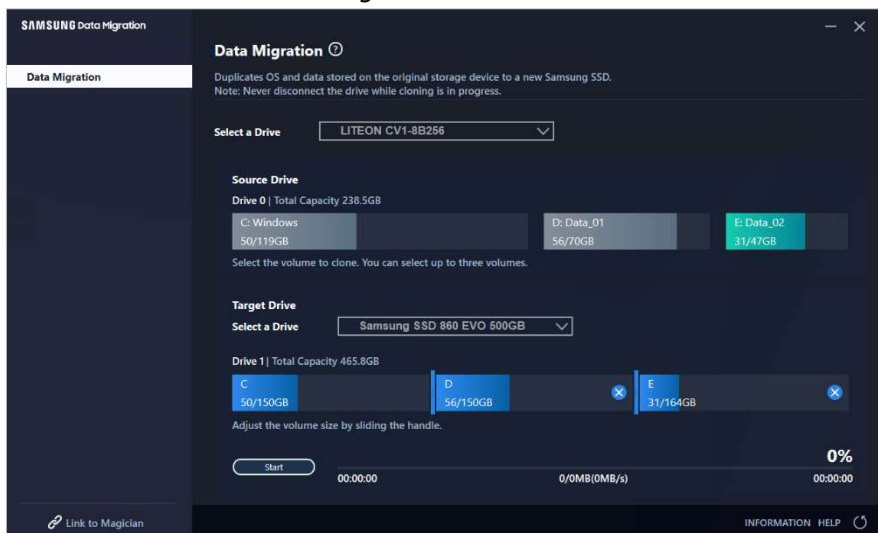 SAMSUNG Data Migration
Data Migration
Data Migration ?
Duplicates OS and data stored on the original storage device to a new Samsung SSD.
Note: Never disconnect the drive while cloning is in progress.
Select a Drive LITEON CV1-8B256
Source Drive
Drive 0 | Total Capacity 238.5GB
C: Windows D: Data_01 E: Data_02
50/119GB 56/70GB 31/47GB
Select the volume to clone. You can select up to three volumes.
Target Drive
Select a Drive Samsung SSD 860 EVO 500GB
Drive 1 | Total Capacity 465.8GB
C D E
50/150GB 56/150GB 31/164GB
Adjust the volume size by sliding the handle.
0%
Start
00:00:00 0/0MB(0MB/s) 00:00:00
Link to Magician INFORMATION HELP